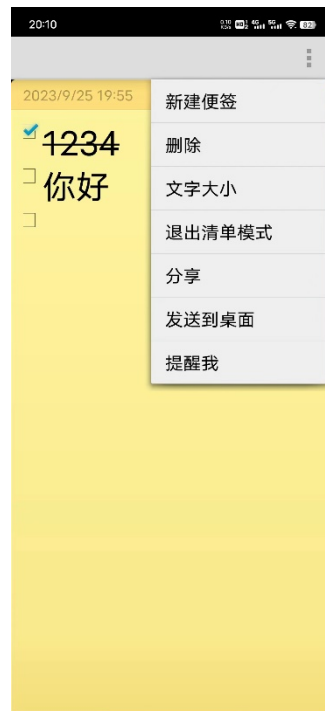 20:10
2023/9/25 19:55
1234
你好
新建便签
删除
文字大小
退出清单模式
分享
发送到桌面
提醒我